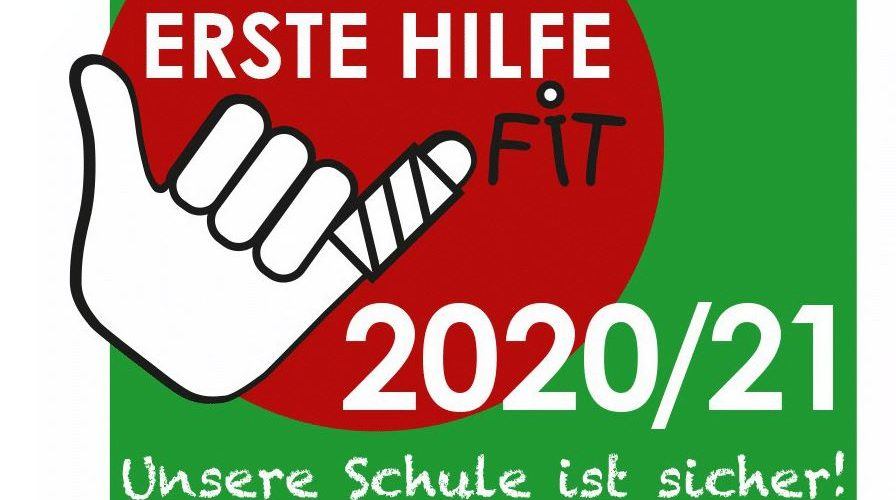 ERSTE HILFE
FiT
2020/21
Unsere Schule ist sicher!